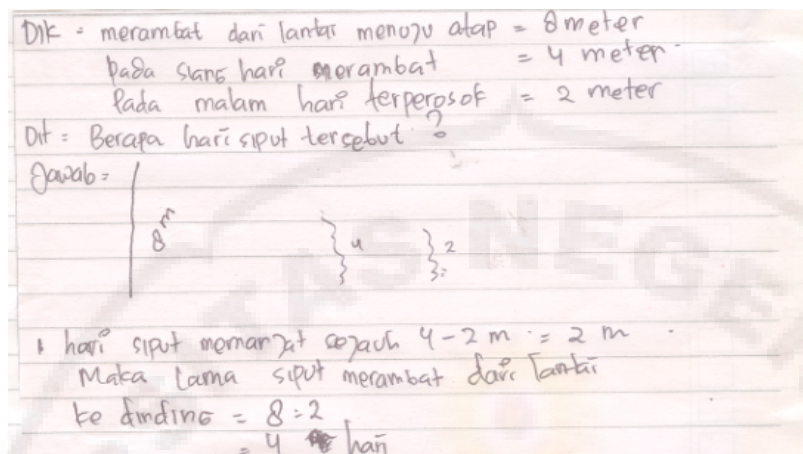 Dik = merambat dari lantai menuju atap = 8 meter
pada siang hari merambat = 4 meter
Pada malam hari terperosok = 2 meter
Dit = Berapa hari siput tersebut ?
Jawab =
8 m
4 2
1 hari siput memanjat sejauh 4 - 2 m = 2 m
Maka lama siput merambat dari lantai
ke dinding = 8 : 2
= 4 hari